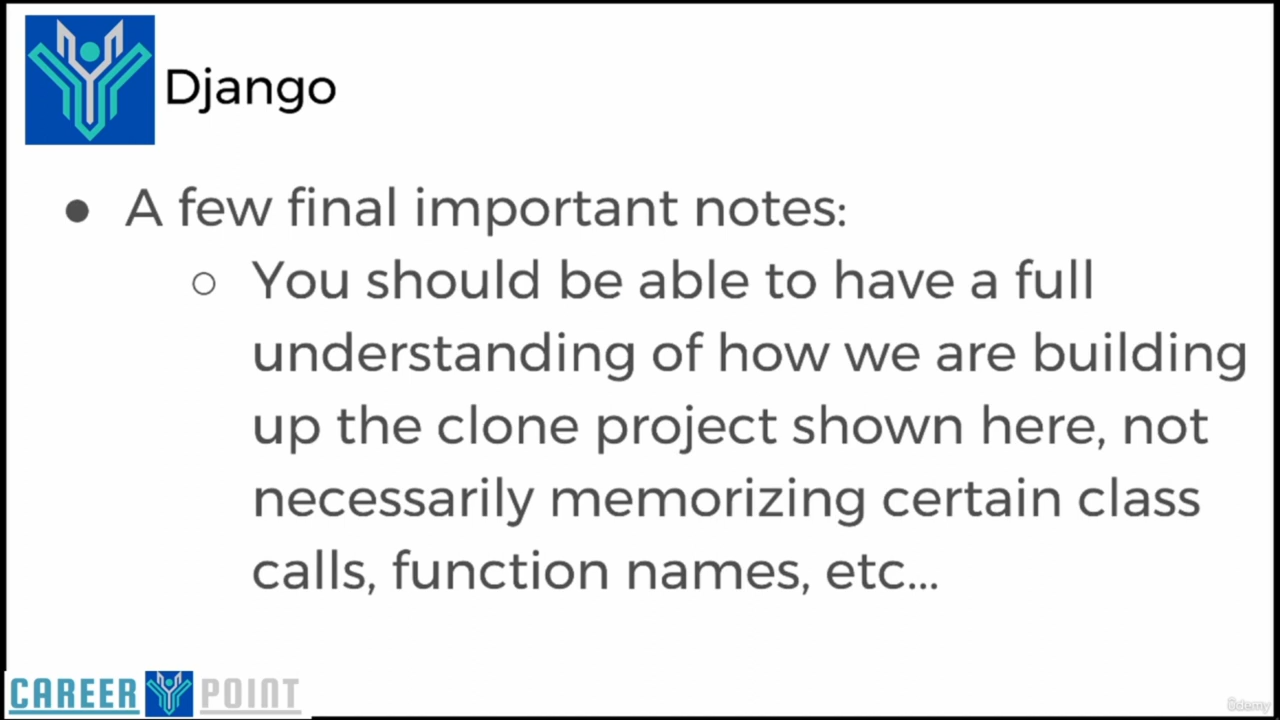 Django
● A few final important notes:
○ You should be able to have a full
understanding of how we are building
up the clone project shown here, not
necessarily memorizing certain class
calls, function names, etc...
CAREER POINT
ûdemy